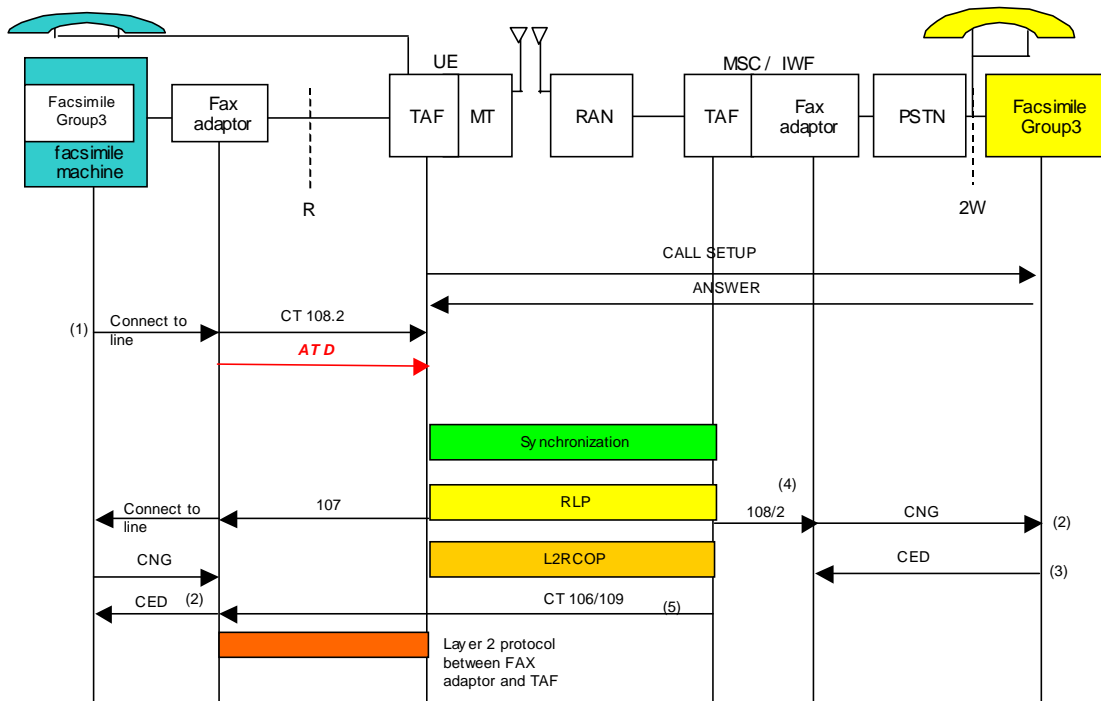 UE
MSC / IWF
Facsimile
Group3
facsimile
machine
Fax
adaptor
TAF
MT
RAN
TAF
Fax
adaptor
PSTN
Facsimile
Group3
R
2W
CALL SETUP
ANSWER
(1)
Connect to
line
CT 108.2
ATD
Synchronization
Connect to
line
107
RLP
(4)
108/2
CNG
(2)
CNG
L2RCOP
CED
(3)
CED
(2)
CT 106/109
(5)
Layer 2 protocol
between FAX
adaptor and TAF